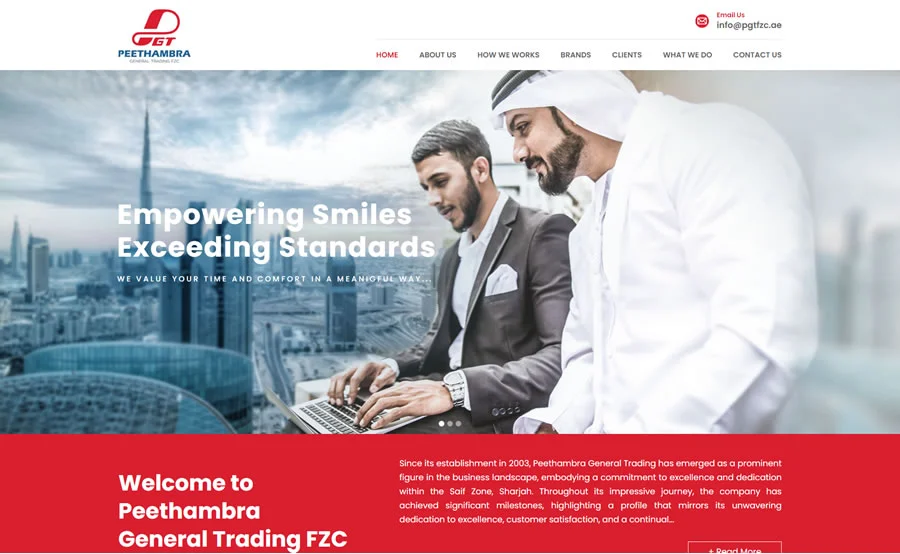 PGT
PEETHAMBRA
GENERAL TRADING FZC
Email Us
info@pgtfzc.ae
HOME ABOUT US HOW WE WORKS BRANDS CLIENTS WHAT WE DO CONTACT US
Empowering Smiles
Exceeding Standards
WE VALUE YOUR TIME AND COMFORT IN A MEANIGFUL WAY...
Welcome to
Peethambra
General Trading FZC
Since its establishment in 2003, Peethambra General Trading has emerged as a prominent
figure in the business landscape, embodying a commitment to excellence and dedication
within the Saif Zone, Sharjah. Throughout its impressive journey, the company has
achieved significant milestones, highlighting a profile that mirrors its unwavering
dedication to excellence, customer satisfaction, and a continual...
+ Read More